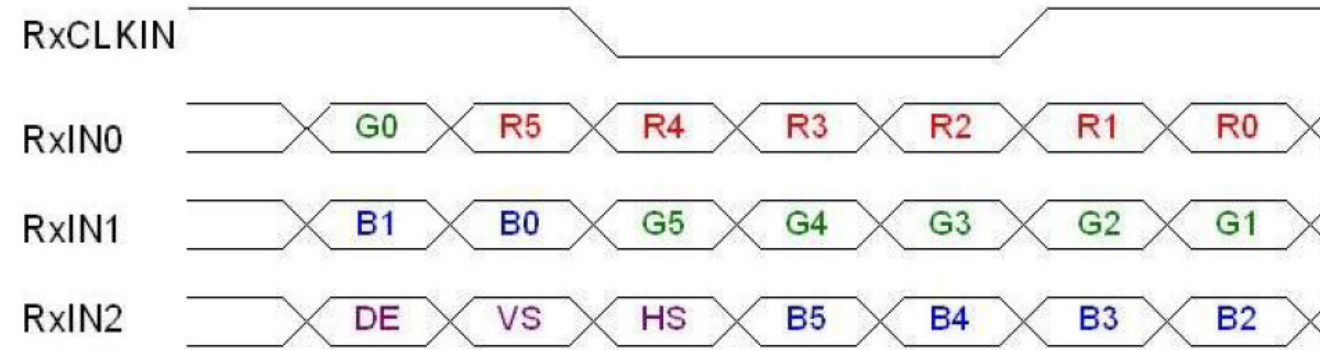 RxCLKIN
RxIN0 G0 R5 R4 R3 R2 R1 R0
RxIN1 B1 B0 G5 G4 G3 G2 G1
RxIN2 DE VS HS B5 B4 B3 B2